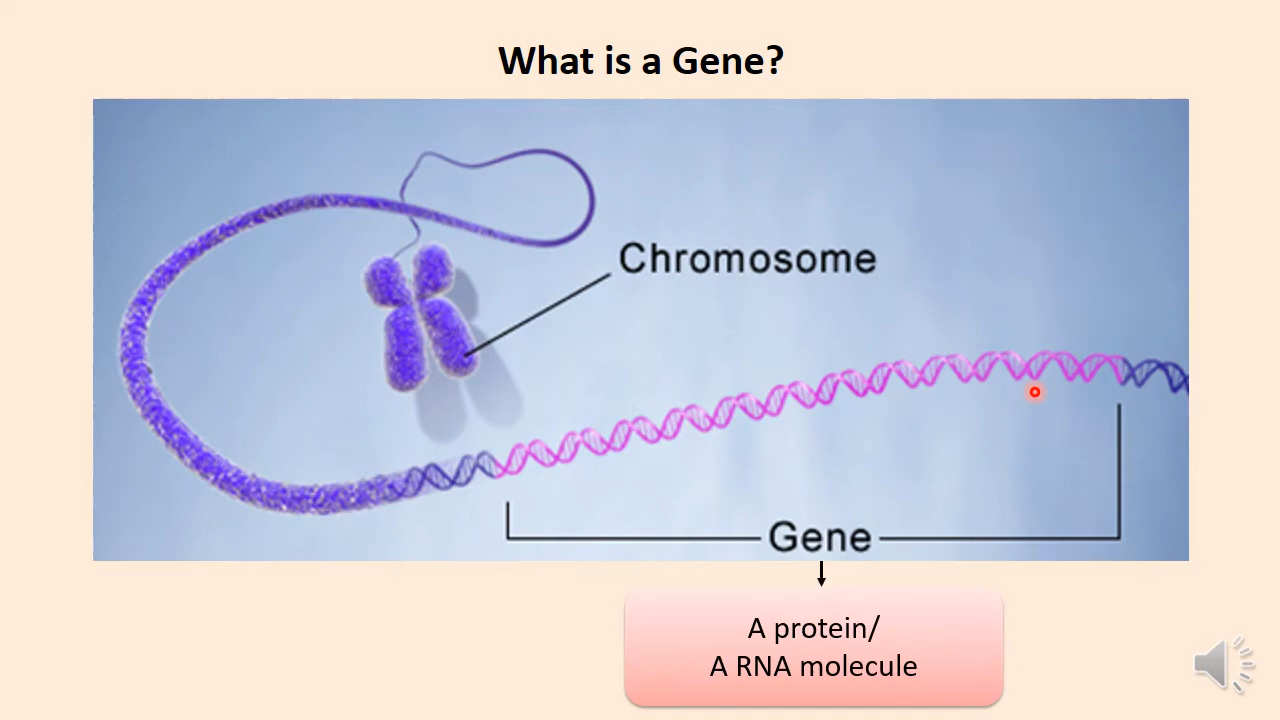 What is a Gene?
Chromosome
Gene
A protein/
A RNA molecule